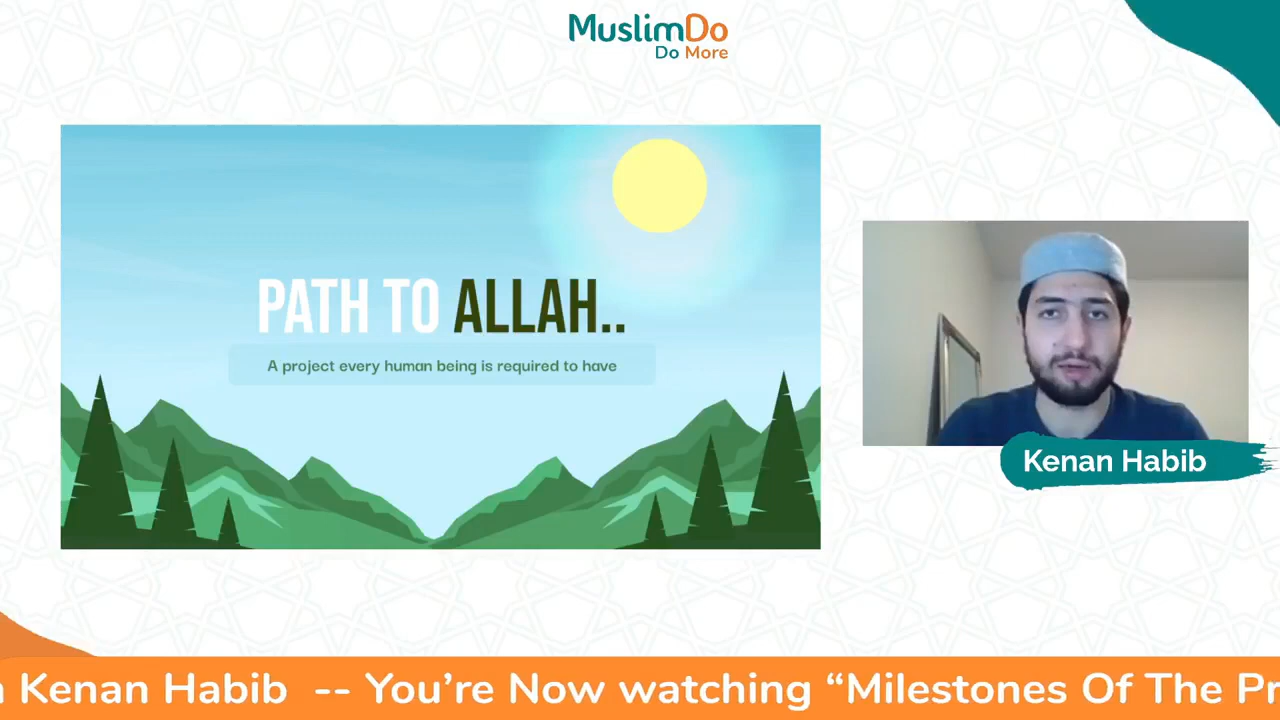 MuslimDo
Do More
PATH TO ALLAH..
A project every human being is required to have
Kenan Habib
Kenan Habib -- You’re Now watching “Milestones Of The